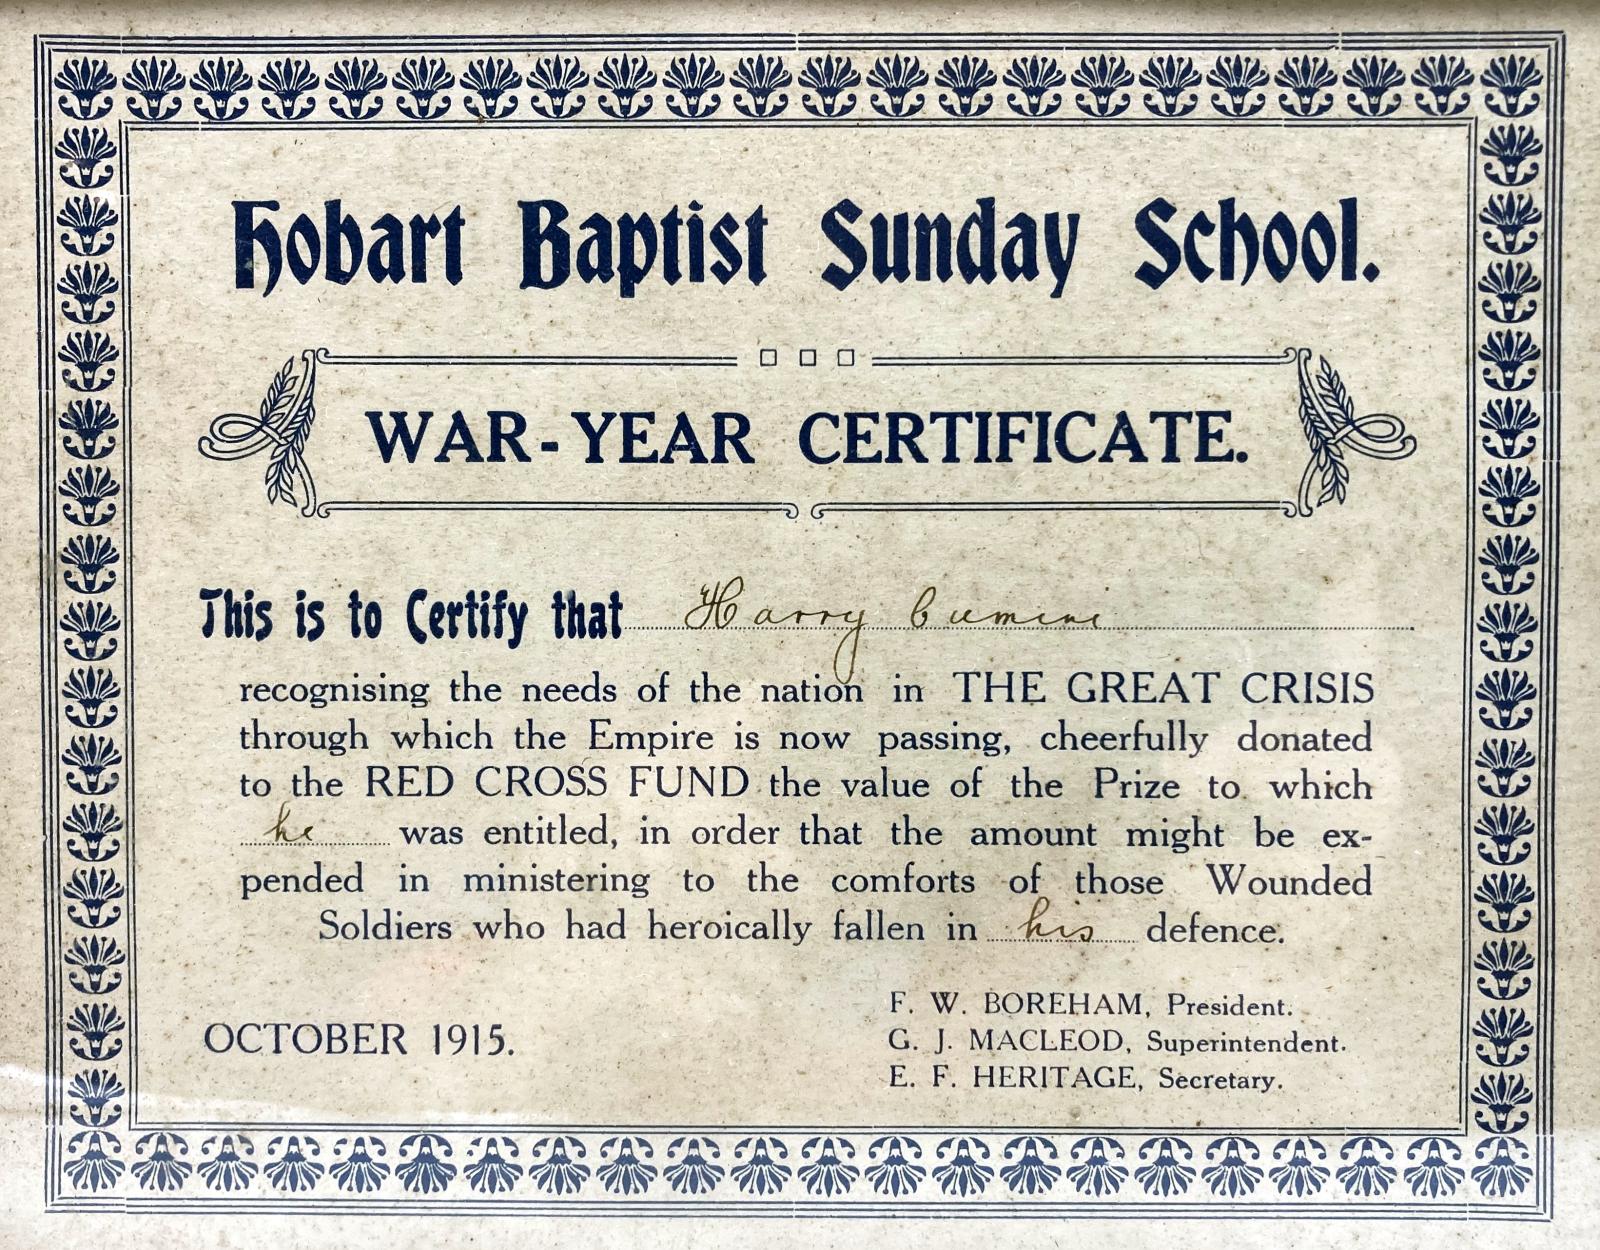 Hobart Baptist Sunday School.
WAR-YEAR CERTIFICATE.
This is to Certify that Harry Cumini
recognising the needs of the nation in THE GREAT CRISIS
through which the Empire is now passing, cheerfully donated
to the RED CROSS FUND the value of the Prize to which
he was entitled, in order that the amount might be ex-
pended in ministering to the comforts of those Wounded
Soldiers who had heroically fallen in his defence.
OCTOBER 1915.
F. W. BOREHAM, President.
G. J. MACLEOD, Superintendent.
E. F. HERITAGE, Secretary.